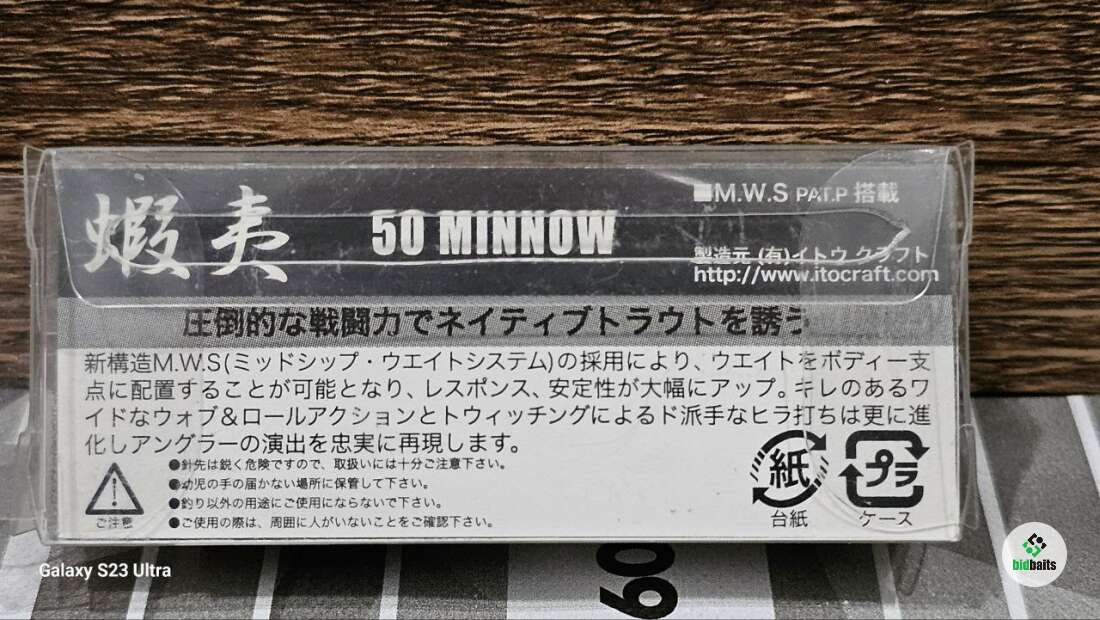 蝦夷 50 MINNOW
■M.W.S PAT.P 搭載
製造元 (有)イトウクラフト
http://www.itocraft.com
圧倒的な戦闘力でネイティブトラウトを誘う
新構造M.W.S(ミッドシップ・ウエイトシステム)の採用により、ウエイトをボディー支
点に配置することが可能となり、レスポンス、安定性が大幅にアップ。キレのあるワ
イドなウォブ&ロールアクションとトウィッチングによるド派手なヒラ打ちは更に進
化しアングラーの演出を忠実に再現します。
●針先は鋭く危険ですので、取扱いには十分ご注意下さい。
●幼児の手の届かない場所に保管して下さい。
●釣り以外の用途にご使用にならないで下さい。
●ご使用の際は、周囲に人がいないことをご確認下さい。
ご注意
紙
台紙
プラ
ケース
09
Galaxy S23 Ultra
bidbaits